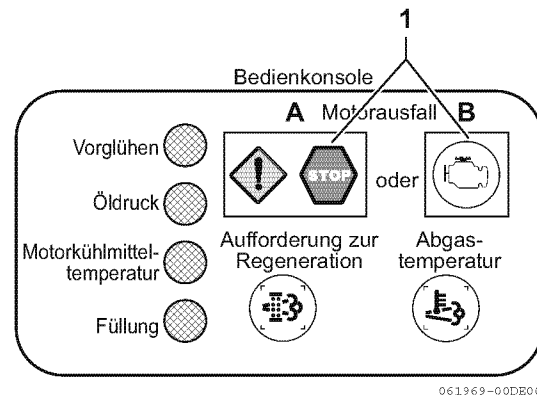 1
Bedienkonsole
A Motorausfall B
Vorglühen
STOP
oder
Öldruck
Motorkühlmittel-
temperatur
Aufforderung zur
Regeneration
Abgas-
temperatur
Füllung